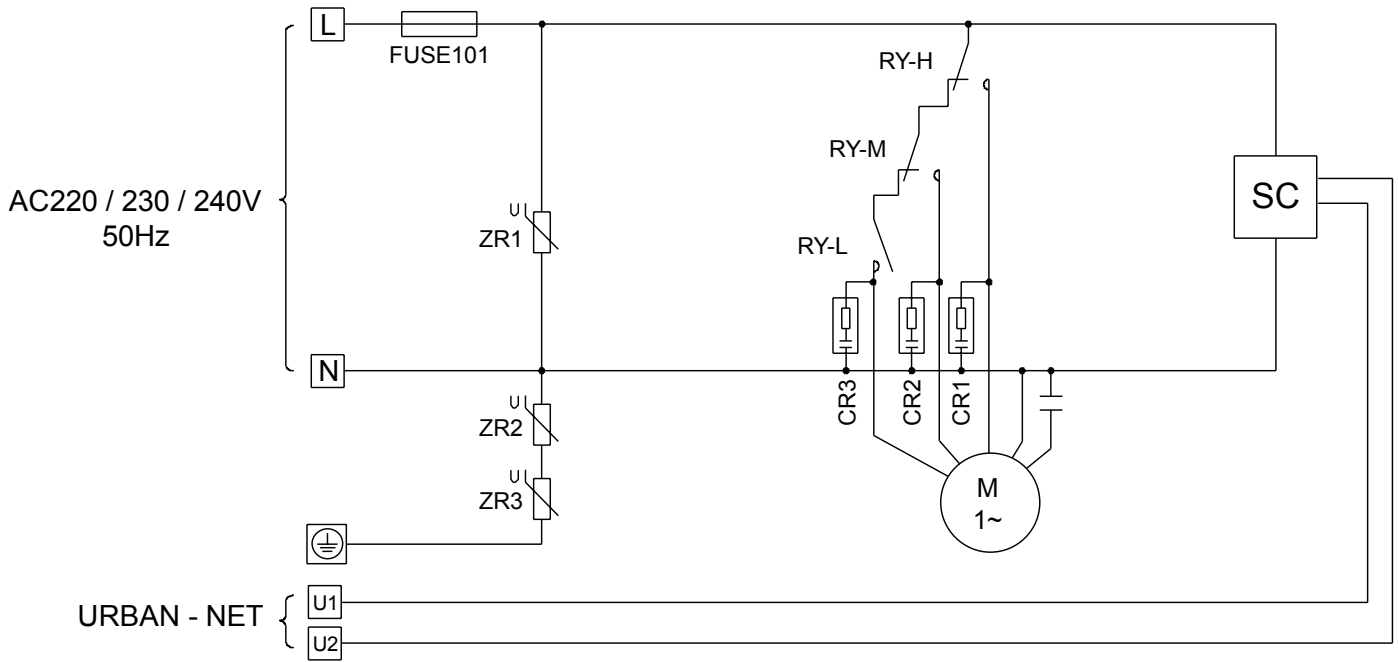 L
FUSE101
RY-H
RY-M
AC220 / 230 / 240V
50Hz
SC
U
ZR1
RY-L
N
CR3
CR2
CR1
U
ZR2
U
ZR3
M
1~
URBAN - NET
U1
U2